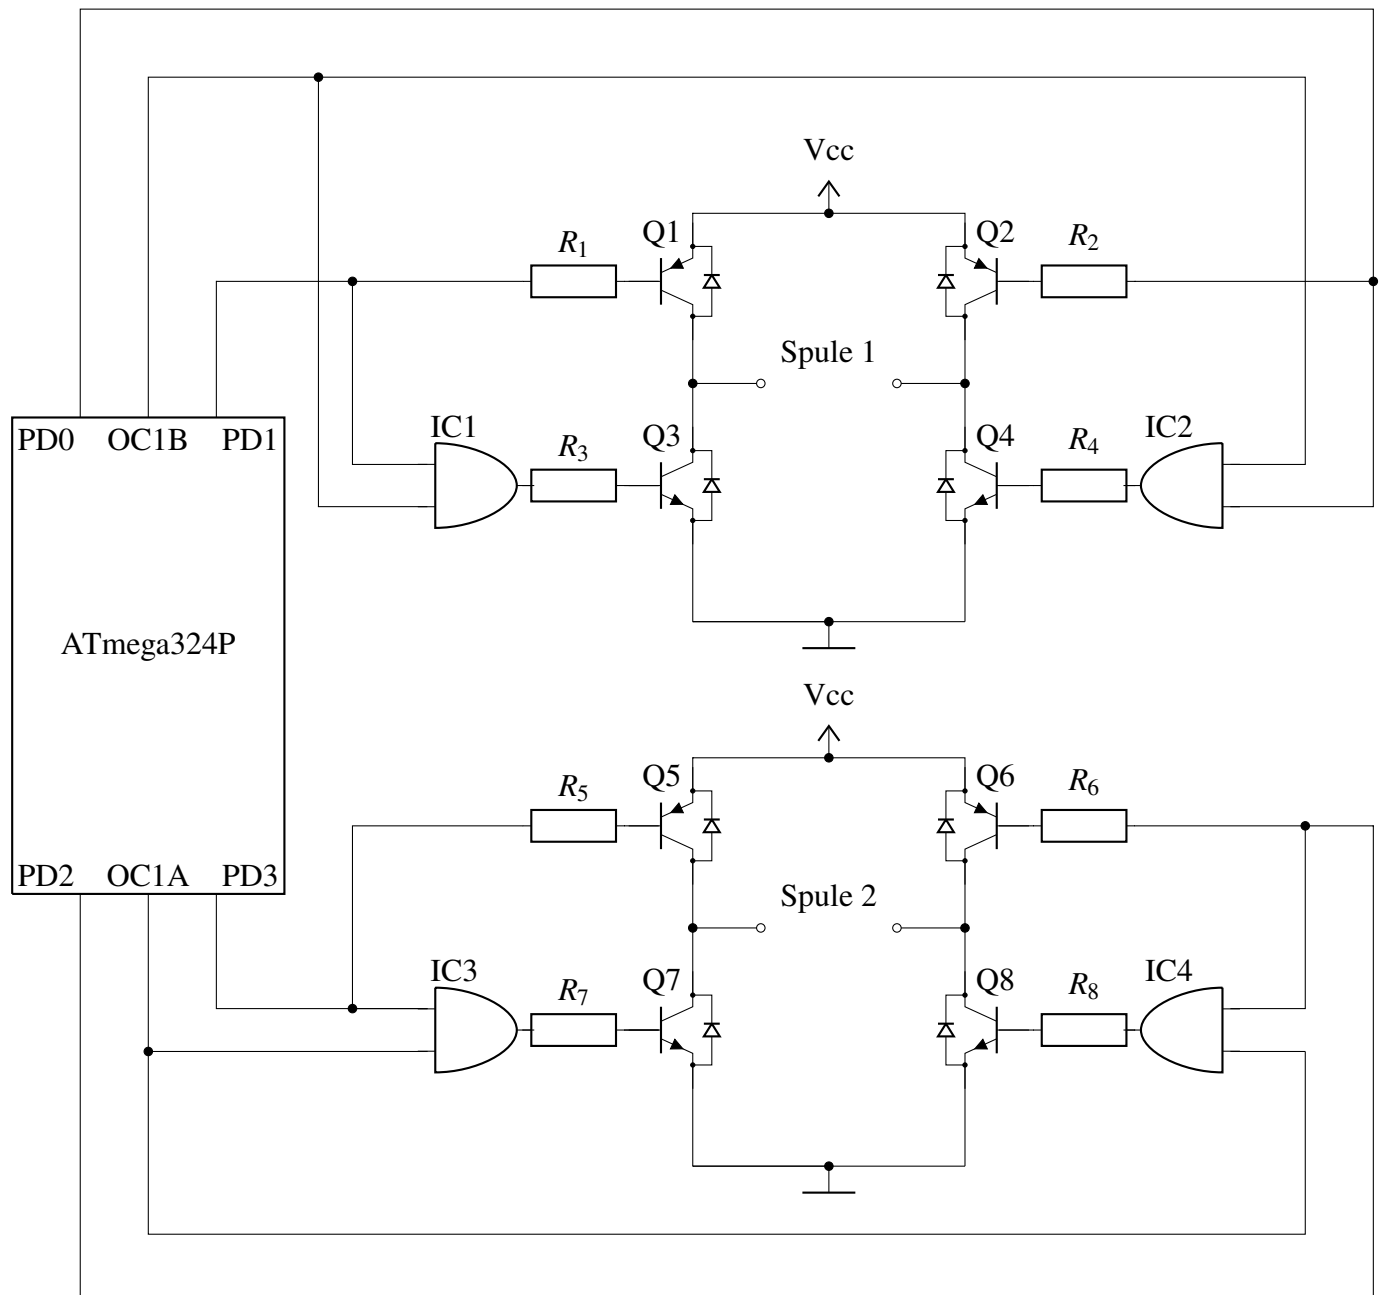 Vcc
Q1
Q2
R1
R2
Spule 1
PD0 OC1B PD1
IC1
R3
Q3
Q4
R4
IC2
ATmega324P
Vcc
Q5
Q6
R5
R6
PD2 OC1A PD3
Spule 2
IC3
R7
Q7
Q8
R8
IC4